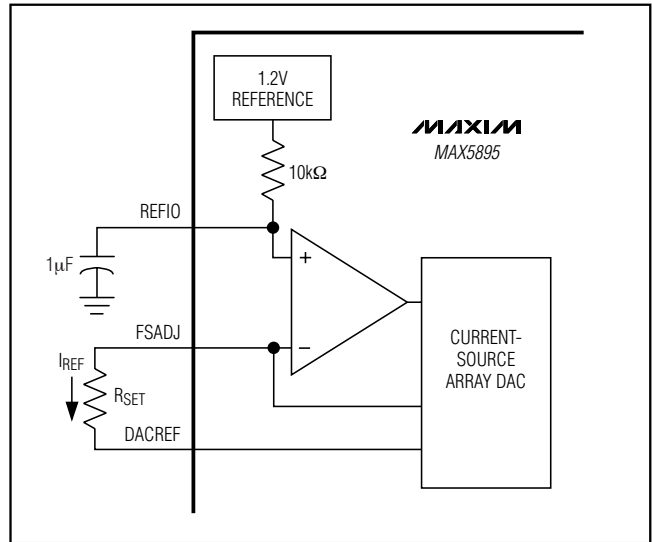 1.2V
REFERENCE
MAXIM
MAX5895
10kΩ
REFIO
1μF
+
FSADJ
−
IREF
RSET
DACREF
CURRENT-
SOURCE
ARRAY DAC